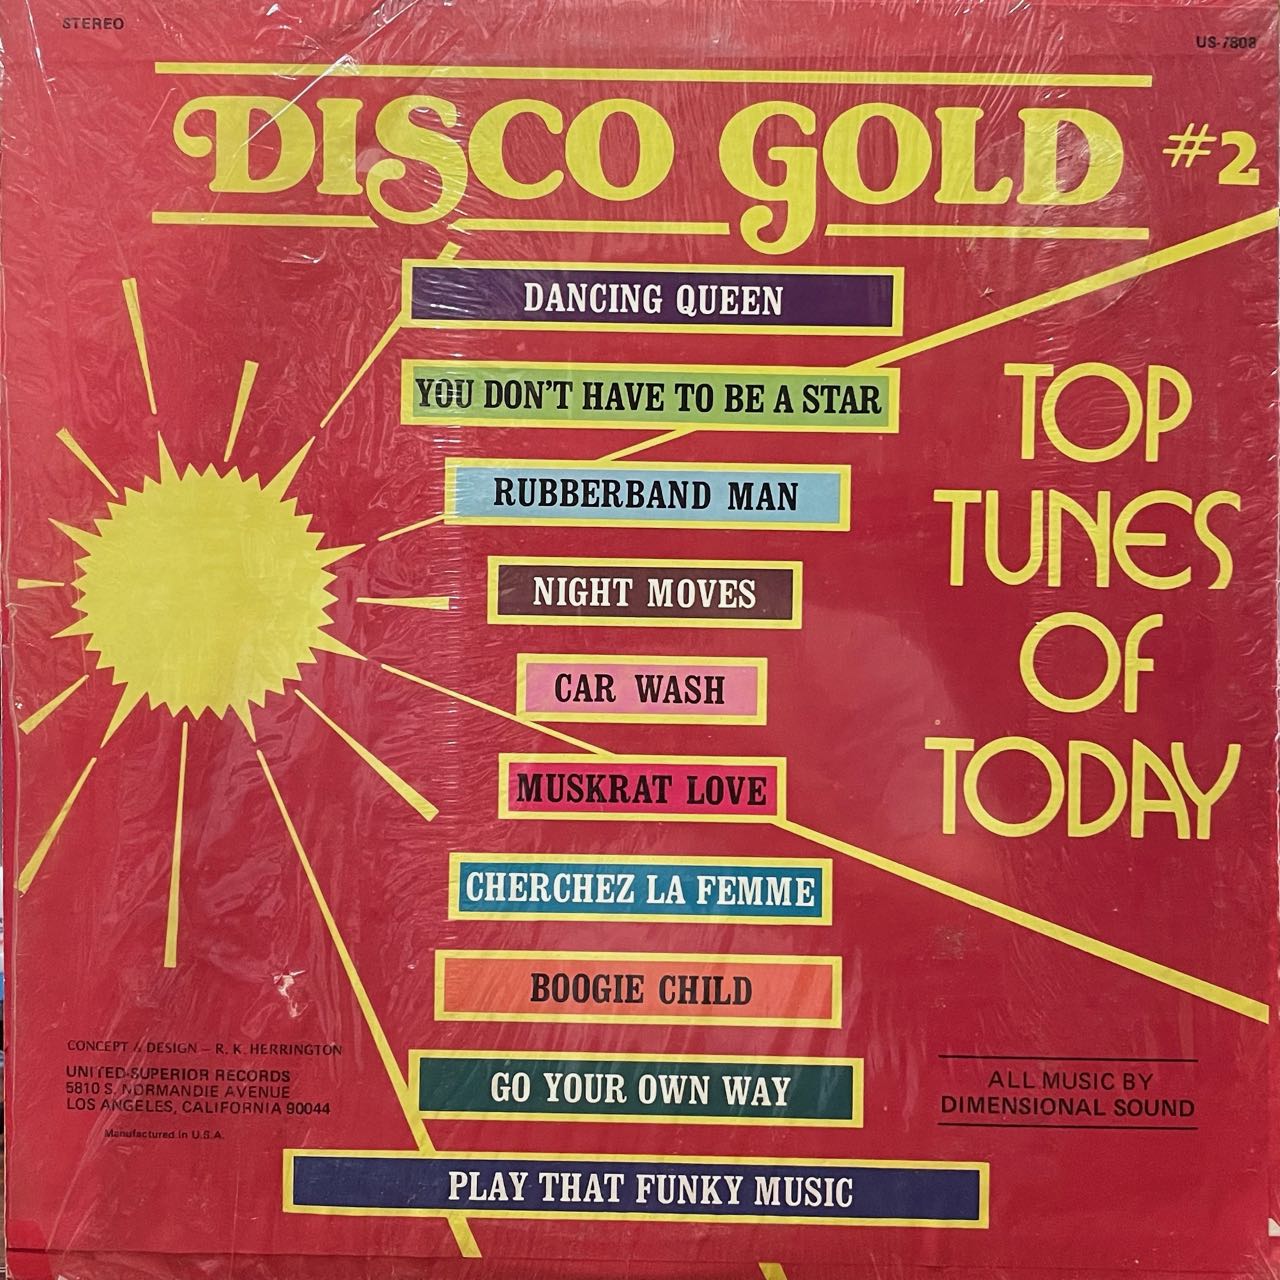 STEREO
US-7808
DISCO GOLD #2
DANCING QUEEN
YOU DON'T HAVE TO BE A STAR
RUBBERBAND MAN
NIGHT MOVES
CAR WASH
MUSKRAT LOVE
CHERCHEZ LA FEMME
BOOGIE CHILD
GO YOUR OWN WAY
PLAY THAT FUNKY MUSIC
TOP
TUNES
OF
TODAY
CONCEPT & DESIGN – R. K. HERRINGTON
UNITED-SUPERIOR RECORDS
5810 S. NORMANDIE AVENUE
LOS ANGELES, CALIFORNIA 90044
Manufactured in U.S.A.
ALL MUSIC BY
DIMENSIONAL SOUND